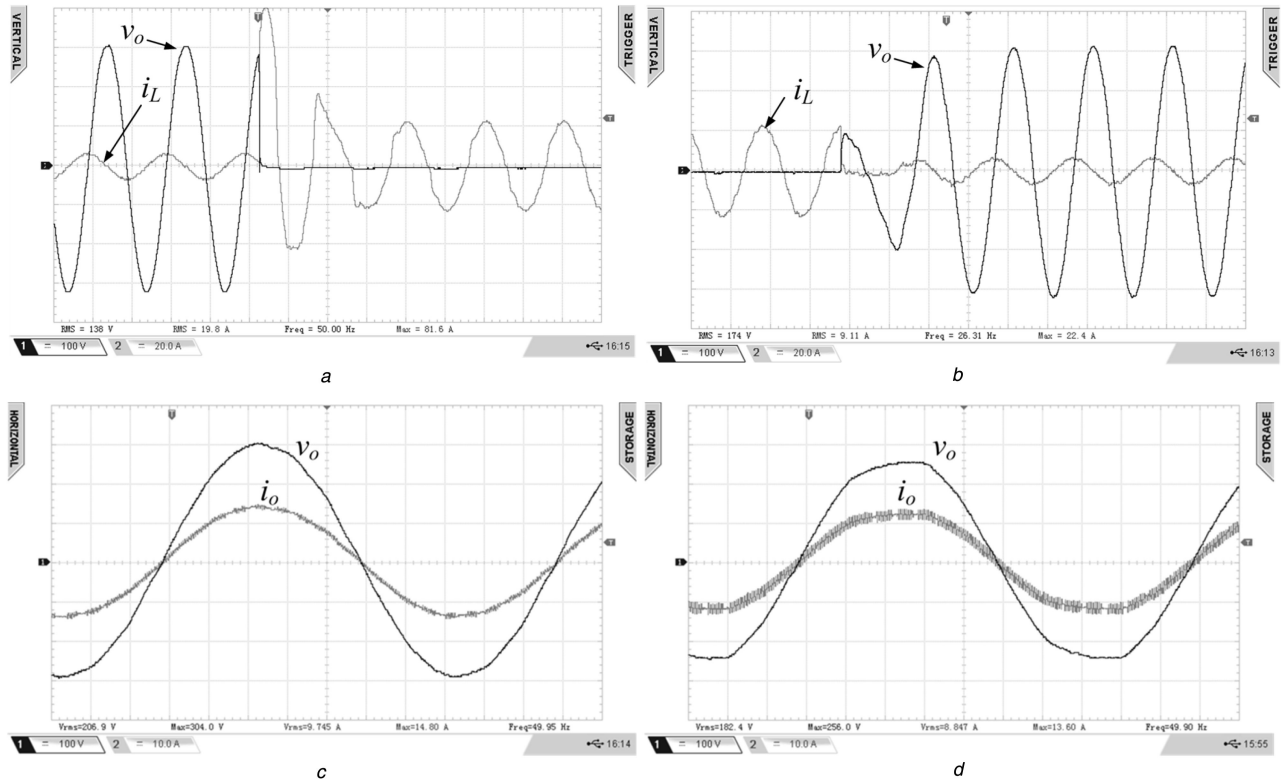 VERTICAL
v_o
i_L
TRIGGER
RMS = 138 V RMS = 19.8 A Freq = 50.00 Hz Max = 81.6 A
1 = 100 V 2 = 20.0 A 16:15
a
VERTICAL
v_o
i_L
TRIGGER
RMS = 174 V RMS = 9.11 A Freq = 26.31 Hz Max = 22.4 A
1 = 100 V 2 = 20.0 A 16:13
b
HORIZONTAL
v_o
i_o
STORAGE
Vrms=206.9 V Max=304.0 V Vrms=9.745 A Max=14.80 A Freq=49.95 Hz
1 = 100 V 2 = 10.0 A 16:14
c
HORIZONTAL
v_o
i_o
STORAGE
Vrms=182.4 V Max=256.0 V Vrms=8.847 A Max=13.60 A Freq=49.90 Hz
1 = 100 V 2 = 10.0 A 15:55
d